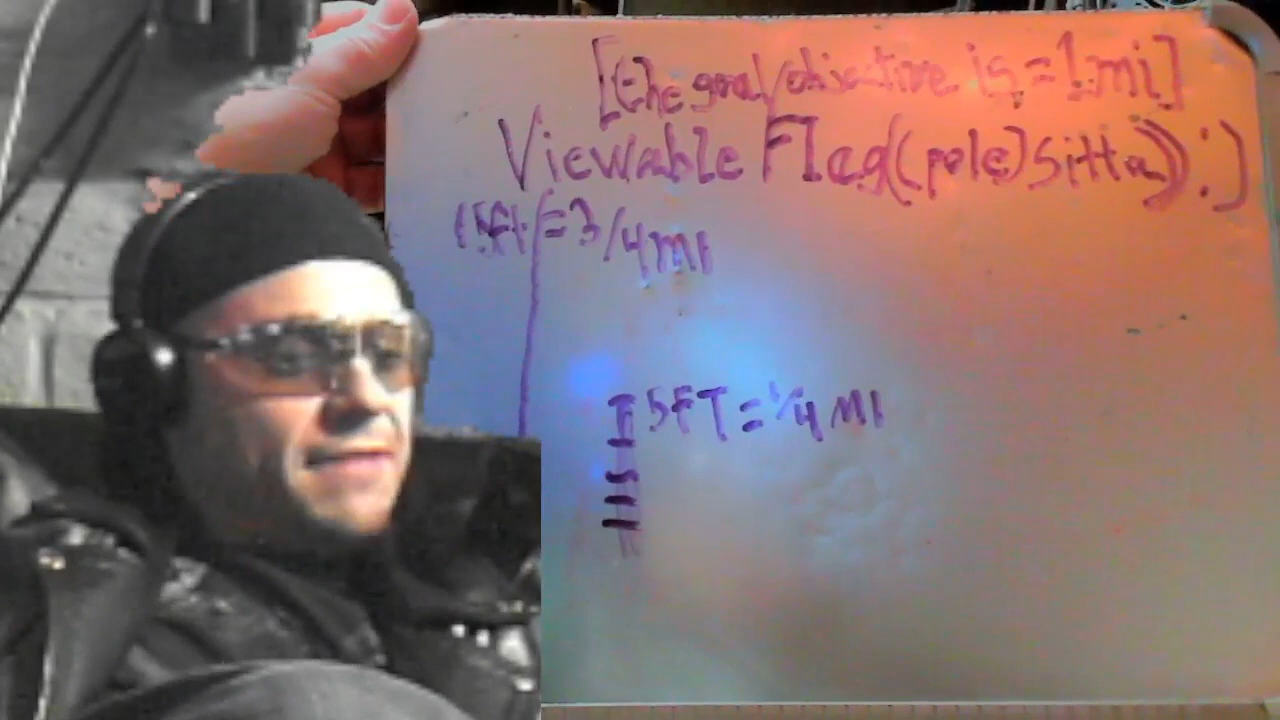 [the goal/objective is = 1 mi]
Viewable Flag(pole)sitta)):)
15ft = 3/4 mi
5FT = 1/4 MI